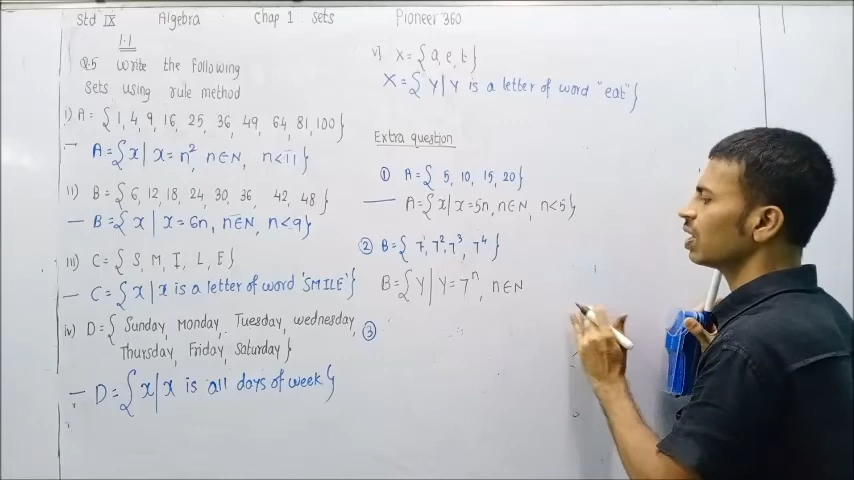 Std IX Algebra Chap 1 Sets Pioneer 360
1.1
Q.5 Write the following
Sets using rule method
i) A = { 1, 4, 9, 16, 25, 36, 49, 64, 81, 100 }
– A = { x | x = n², n∈N, n<11 }
ii) B = { 6, 12, 18, 24, 30, 36, 42, 48 }
– B = { x | x = 6n, n∈N, n<9 }
iii) C = { S, M, I, L, E }
– C = { x | x is a letter of word 'SMILE' }
iv) D = { Sunday, Monday, Tuesday, wednesday,
Thursday, Friday, Saturday }
– D = { x | x is all days of week }
v) X = { a, e, t }
X = { Y | Y is a letter of word "eat" }
Extra question
① A = { 5, 10, 15, 20 }
— A = { x | x = 5n, n∈N, n<5 }
② B = { 7, 7², 7³, 7⁴ }
B = { Y | Y = 7ⁿ, n∈N
③